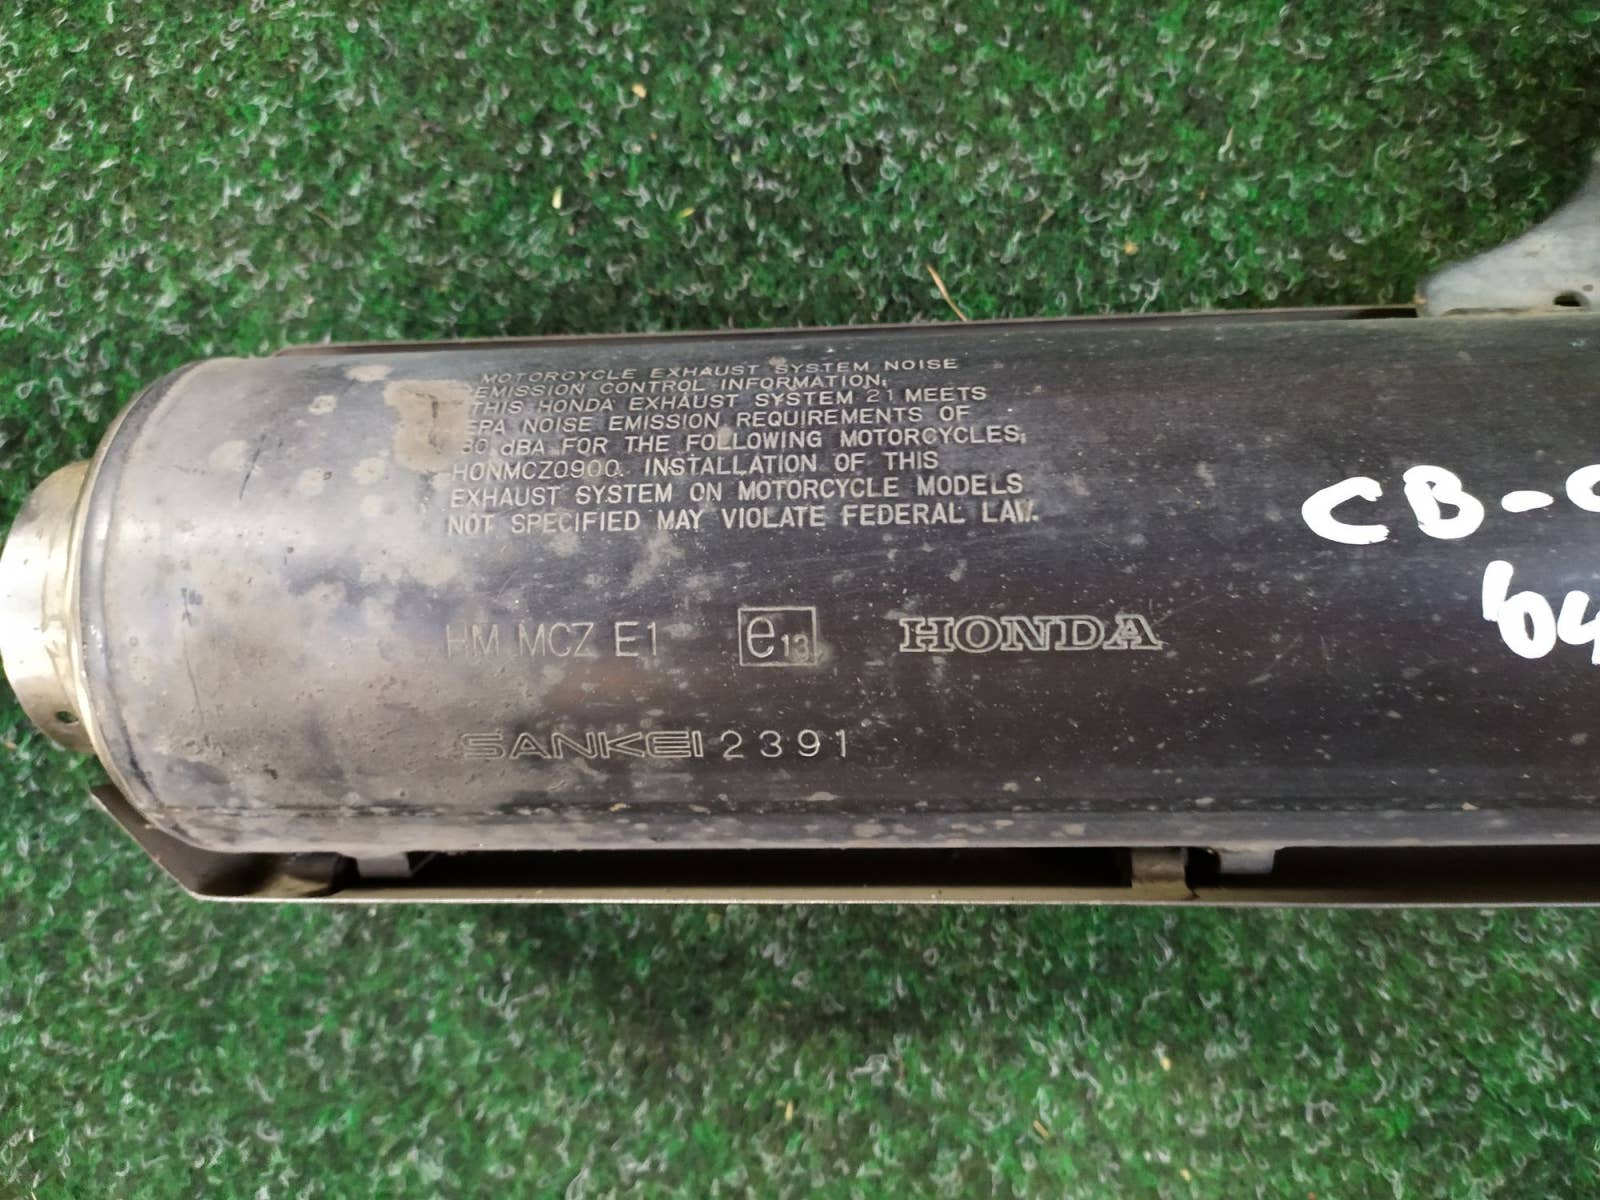 MOTORCYCLE EXHAUST SYSTEM NOISE
EMISSION CONTROL INFORMATION,
THIS HONDA EXHAUST SYSTEM 21 MEETS
EPA NOISE EMISSION REQUIREMENTS OF
80 dBA FOR THE FOLLOWING MOTORCYCLES,
HONMCZ0900. INSTALLATION OF THIS
EXHAUST SYSTEM ON MOTORCYCLE MODELS
NOT SPECIFIED MAY VIOLATE FEDERAL LAW.
HM MCZ E1 e13 HONDA
SANKEI 2391
CB-
'04